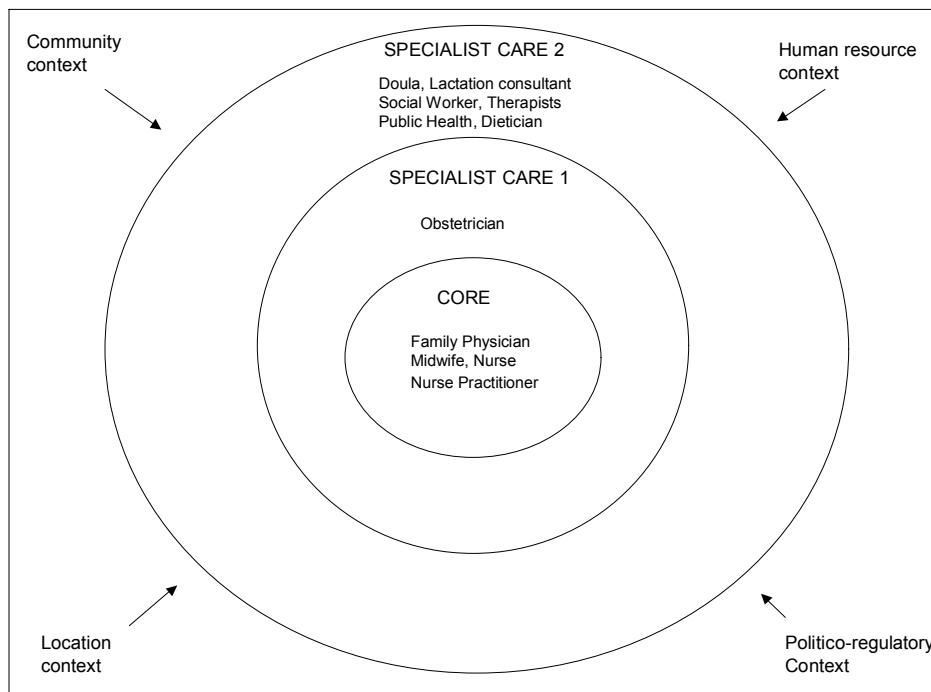 Community
context
Human resource
context
SPECIALIST CARE 2
Doula, Lactation consultant
Social Worker, Therapists
Public Health, Dietician
SPECIALIST CARE 1
Obstetrician
CORE
Family Physician
Midwife, Nurse
Nurse Practitioner
Location
context
Politico-regulatory
Context